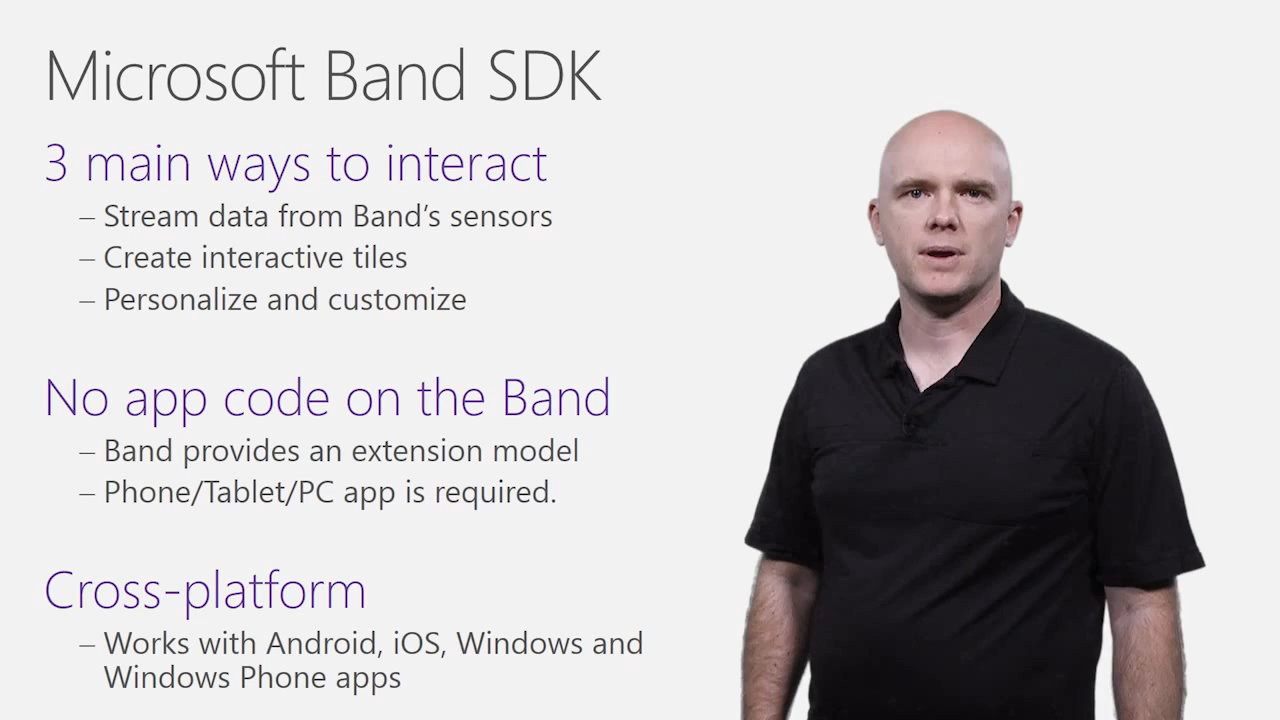 Microsoft Band SDK
3 main ways to interact
– Stream data from Band’s sensors
– Create interactive tiles
– Personalize and customize
No app code on the Band
– Band provides an extension model
– Phone/Tablet/PC app is required.
Cross-platform
– Works with Android, iOS, Windows and
Windows Phone apps